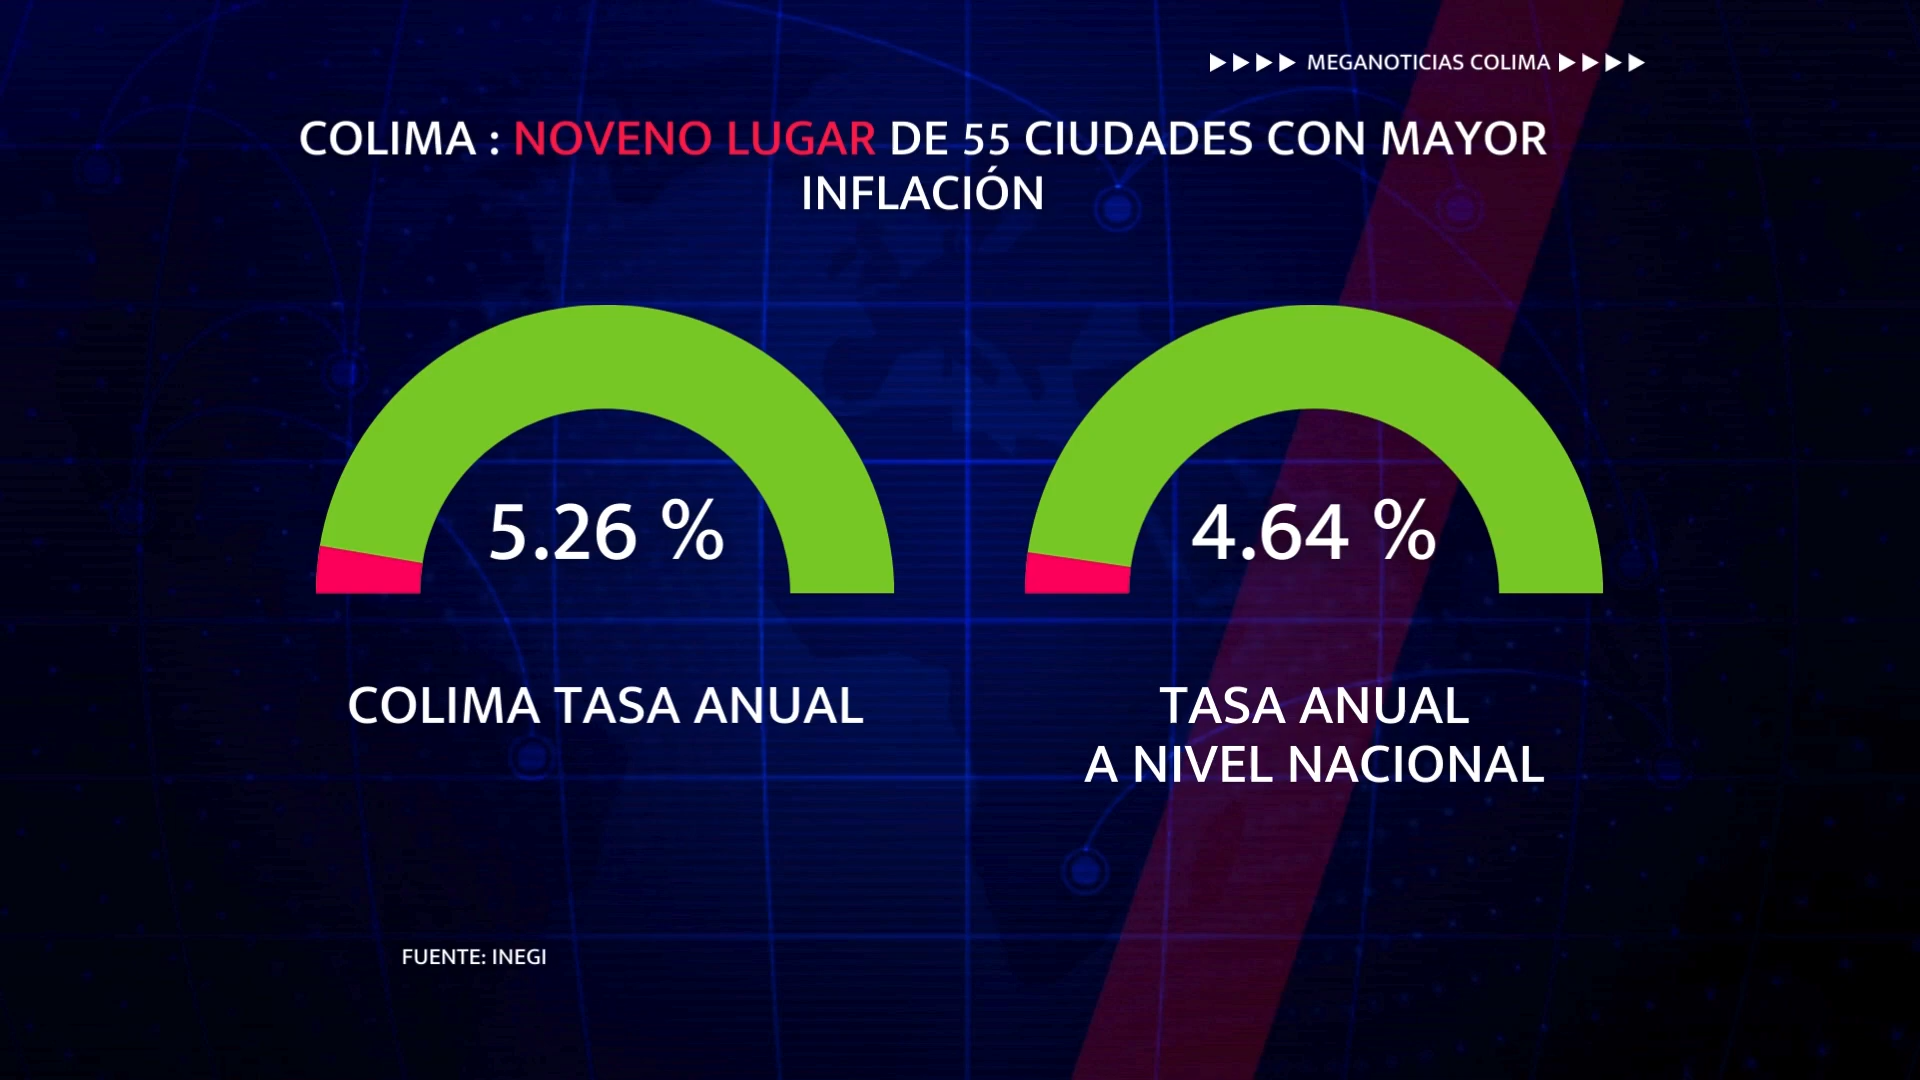 MEGANOTICIAS COLIMA
COLIMA : NOVENO LUGAR DE 55 CIUDADES CON MAYOR
INFLACIÓN
5.26 %
4.64 %
COLIMA TASA ANUAL
TASA ANUAL
A NIVEL NACIONAL
FUENTE: INEGI